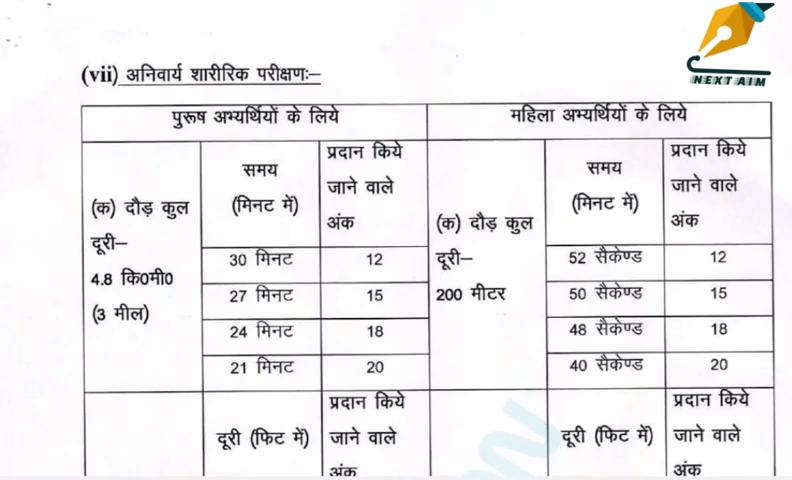 NEXT AIM
(vii) अनिवार्य शारीरिक परीक्षणः–
पुरूष अभ्यर्थियों के लिये
महिला अभ्यर्थियों के लिये
(क) दौड़ कुल
दूरी–
4.8 कि0मी0
(3 मील)
समय
(मिनट में)
प्रदान किये
जाने वाले
अंक
30 मिनट 12
27 मिनट 15
24 मिनट 18
21 मिनट 20
(क) दौड़ कुल
दूरी–
200 मीटर
समय
(मिनट में)
प्रदान किये
जाने वाले
अंक
52 सैकेण्ड 12
50 सैकेण्ड 15
48 सैकेण्ड 18
40 सैकेण्ड 20
दूरी (फिट में)
प्रदान किये
जाने वाले
अंक
दूरी (फिट में)
प्रदान किये
जाने वाले
अंक